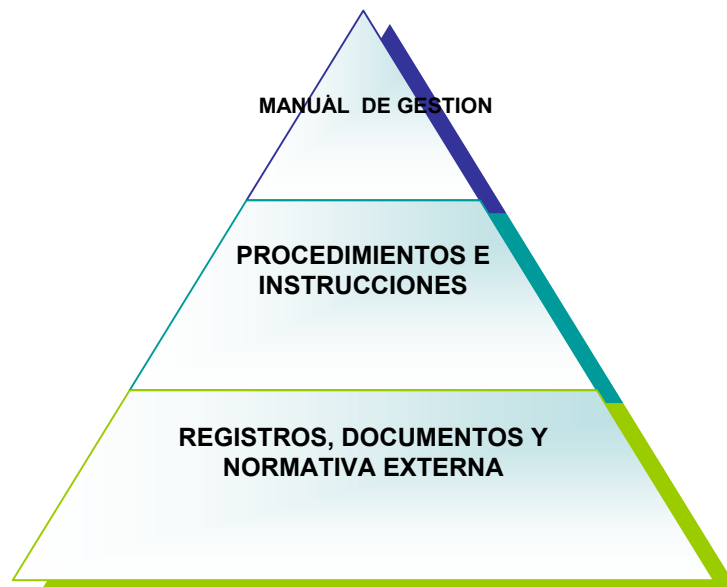 MANUÀL DE GESTION
PROCEDIMIENTOS E
INSTRUCCIONES
REGISTROS, DOCUMENTOS Y
NORMATIVA EXTERNA